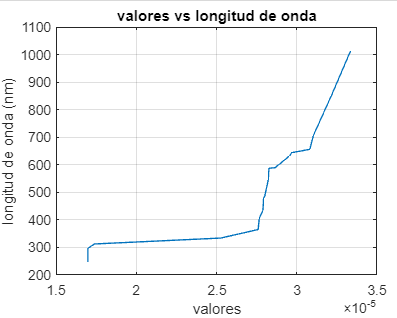 valores vs longitud de onda
1100
1000
900
800
700
600
500
400
300
200
longitud de onda (nm)
1.5 2 2.5 3 3.5
valores ×10⁻⁵